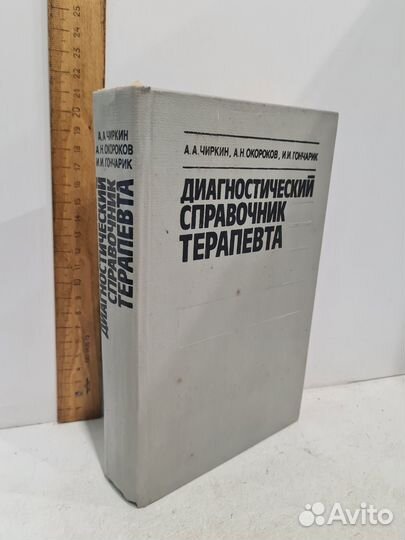 А. А. ЧИРКИН
А. Н. ОКОРОКОВ
И. И. ГОНЧАРИК
ДИАГНОСТИЧЕСКИЙ
СПРАВОЧНИК
ТЕРАПЕВТА
А. А. ЧИРКИН, А. Н. ОКОРОКОВ, И. И. ГОНЧАРИК
ДИАГНОСТИЧЕСКИЙ
СПРАВОЧНИК
ТЕРАПЕВТА
Avito